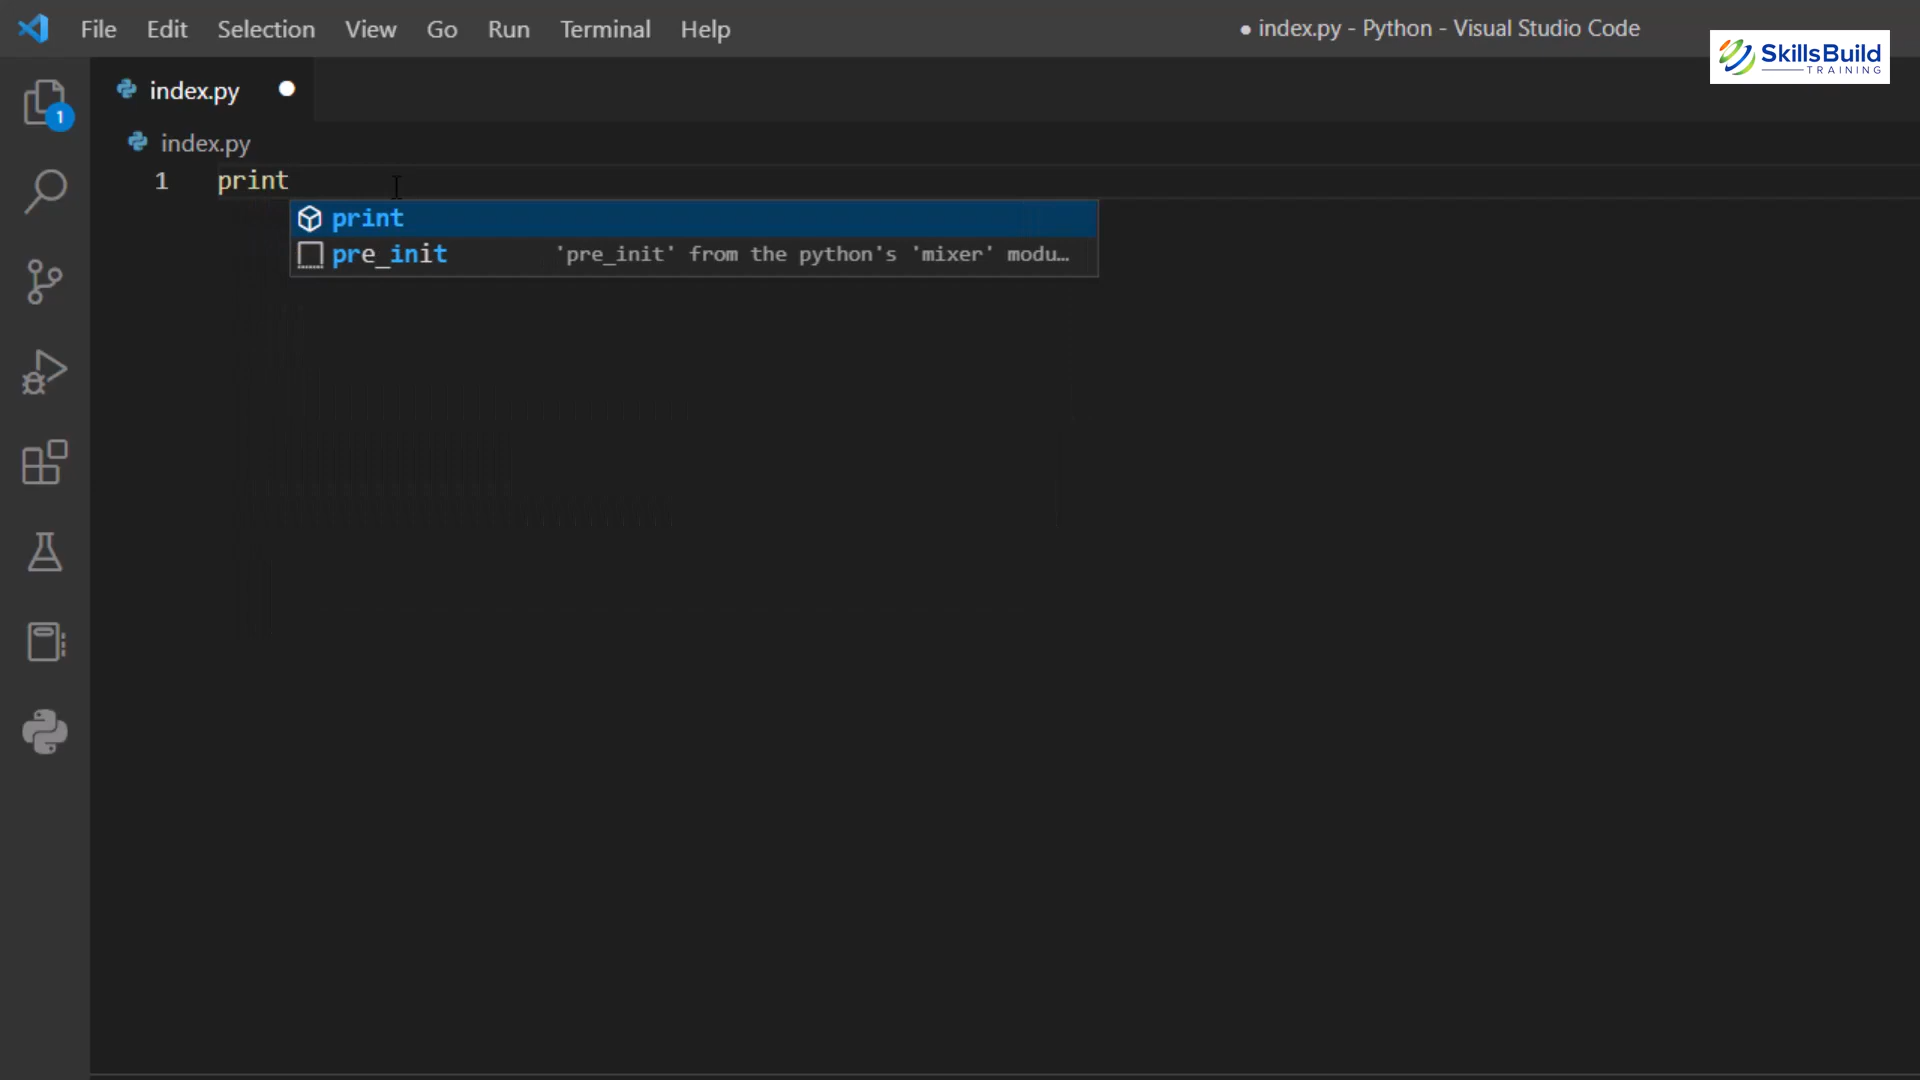 File Edit Selection View Go Run Terminal Help
● index.py - Python - Visual Studio Code
SkillsBuild
TRAINING
index.py
1
index.py
1 print
print
pre_init 'pre_init' from the python's 'mixer' modu…